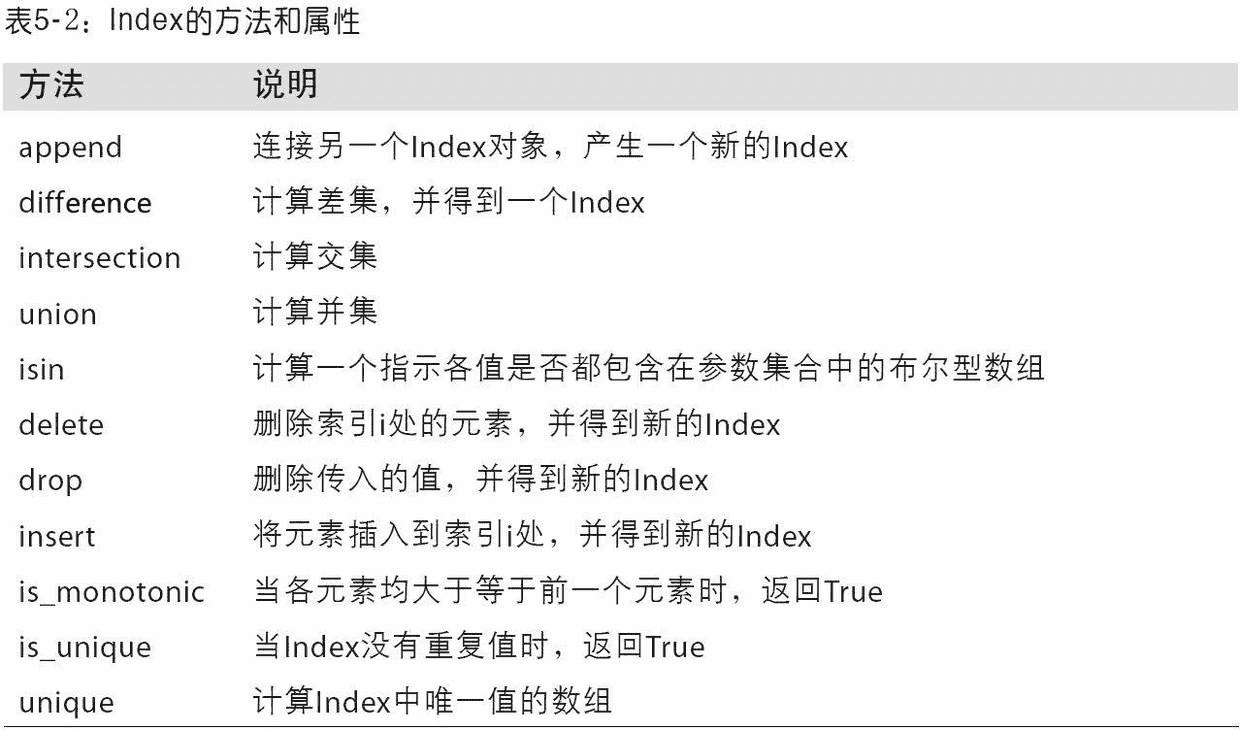 表5-2：Index的方法和属性
方法 说明
append 连接另一个Index对象，产生一个新的Index
difference 计算差集，并得到一个Index
intersection 计算交集
union 计算并集
isin 计算一个指示各值是否都包含在参数集合中的布尔型数组
delete 删除索引i处的元素，并得到新的Index
drop 删除传入的值，并得到新的Index
insert 将元素插入到索引i处，并得到新的Index
is_monotonic 当各元素均大于等于前一个元素时，返回True
is_unique 当Index没有重复值时，返回True
unique 计算Index中唯一值的数组